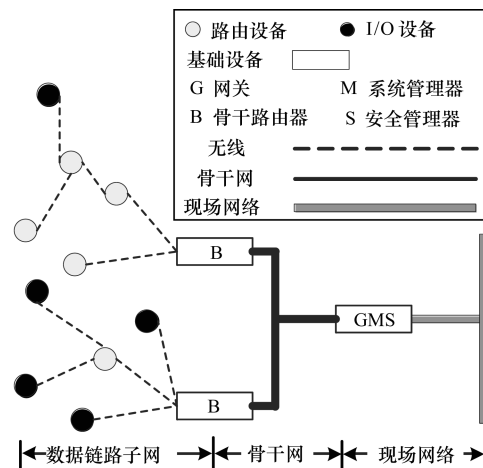 路由设备 I/O 设备
基础设备
G 网关 M 系统管理器
B 骨干路由器 S 安全管理器
无线
骨干网
现场网络
B
GMS
B
数据链路子网 骨干网 现场网络